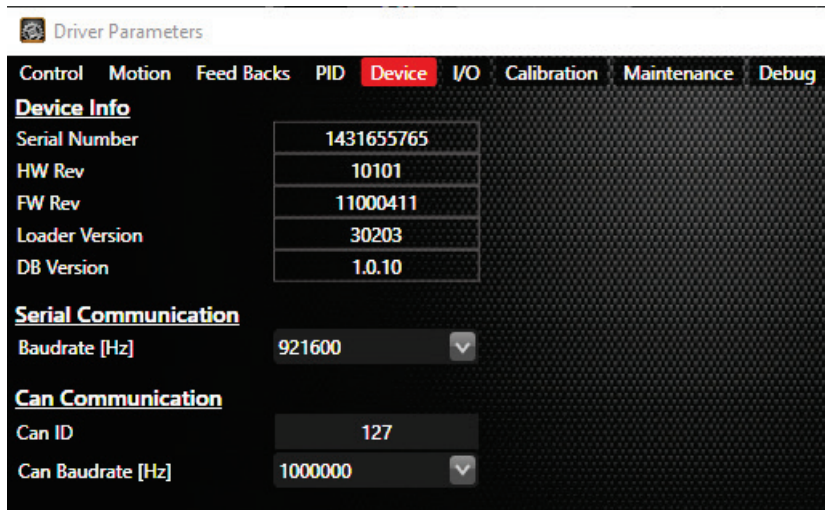 Driver Parameters
Control Motion Feed Backs PID Device I/O Calibration Maintenance Debug
Device Info
Serial Number 1431655765
HW Rev 10101
FW Rev 11000411
Loader Version 30203
DB Version 1.0.10
Serial Communication
Baudrate [Hz] 921600
Can Communication
Can ID 127
Can Baudrate [Hz] 1000000